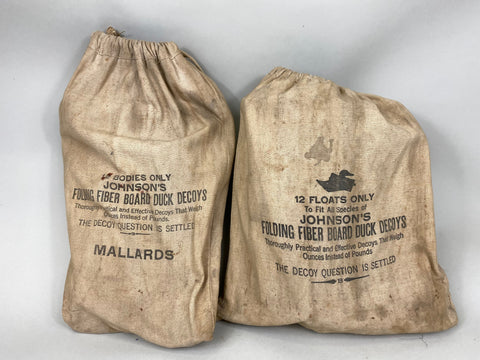 BODIES ONLY
JOHNSON'S
FOLDING FIBER BOARD DUCK DECOYS
Thoroughly Practical and Effective Decoys That Weigh
Ounces Instead of Pounds.
THE DECOY QUESTION IS SETTLED
MALLARDS
12 FLOATS ONLY
To Fit All Species of
JOHNSON'S
FOLDING FIBER BOARD DUCK DECOYS
Thoroughly Practical and Effective Decoys That Weigh
Ounces Instead of Pounds
THE DECOY QUESTION IS SETTLED